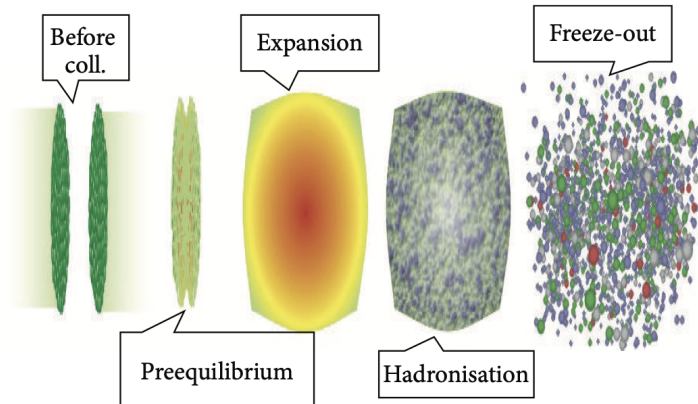 Before
coll.
Expansion
Freeze-out
Preequilibrium
Hadronisation